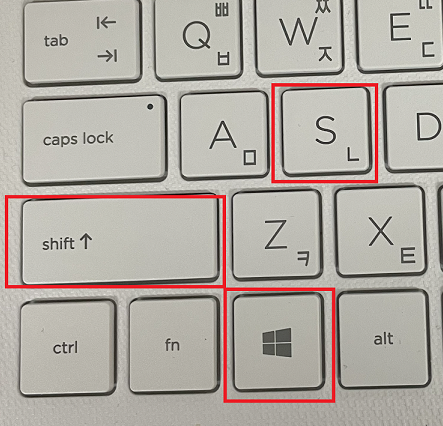 tab Q ㅃ ㅂ W ㅉ ㅈ E ㄸ ㄷ
caps lock A ㅁ S ㄴ D
shift Z ㅋ X ㅌ
ctrl fn alt